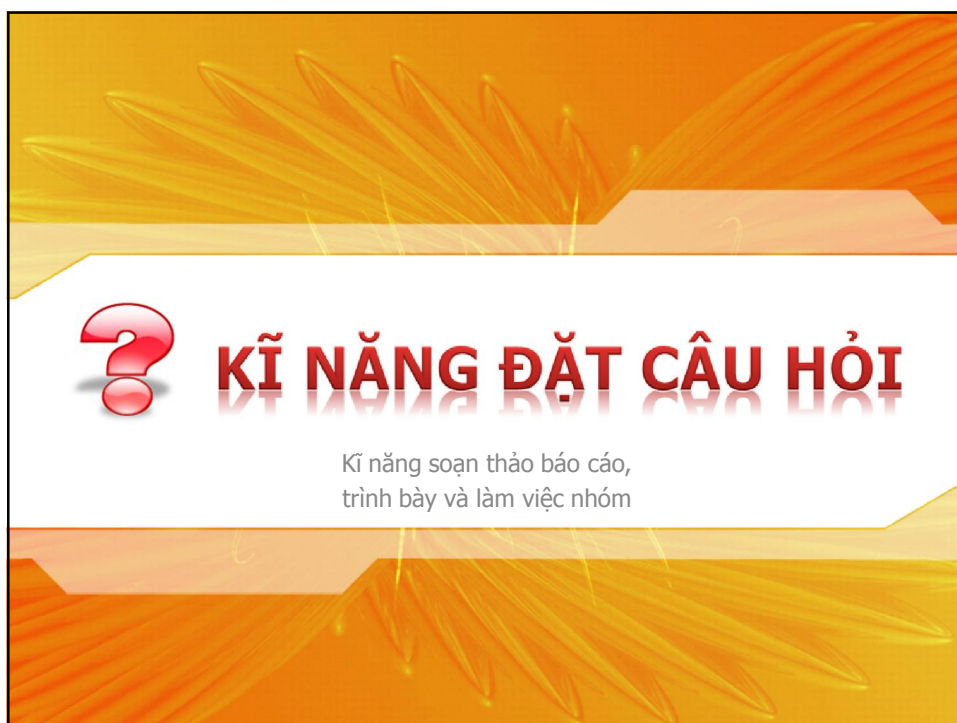 KĨ NĂNG ĐẶT CÂU HỎI
Kĩ năng soạn thảo báo cáo,
trình bày và làm việc nhóm